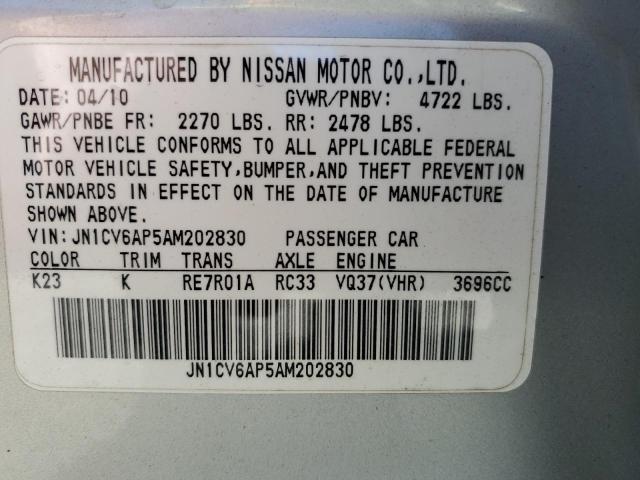 MANUFACTURED BY NISSAN MOTOR CO.,LTD.
DATE: 04/10 GVWR/PNBV: 4722 LBS.
GAWR/PNBE FR: 2270 LBS. RR: 2478 LBS.
THIS VEHICLE CONFORMS TO ALL APPLICABLE FEDERAL
MOTOR VEHICLE SAFETY,BUMPER,AND THEFT PREVENTION
STANDARDS IN EFFECT ON THE DATE OF MANUFACTURE
SHOWN ABOVE.
VIN:JN1CV6AP5AM202830 PASSENGER CAR
COLOR TRIM TRANS AXLE ENGINE
K23 K RE7R01A RC33 VQ37(VHR) 3696CC
JN1CV6AP5AM202830